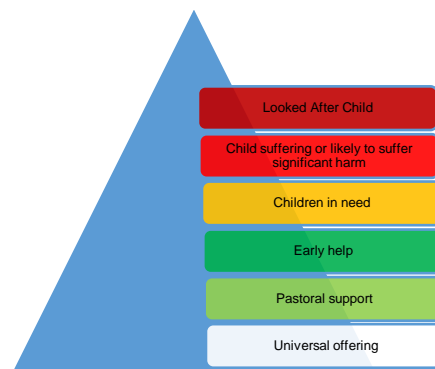 Looked After Child
Child suffering or likely to suffer
significant harm
Children in need
Early help
Pastoral support
Universal offering